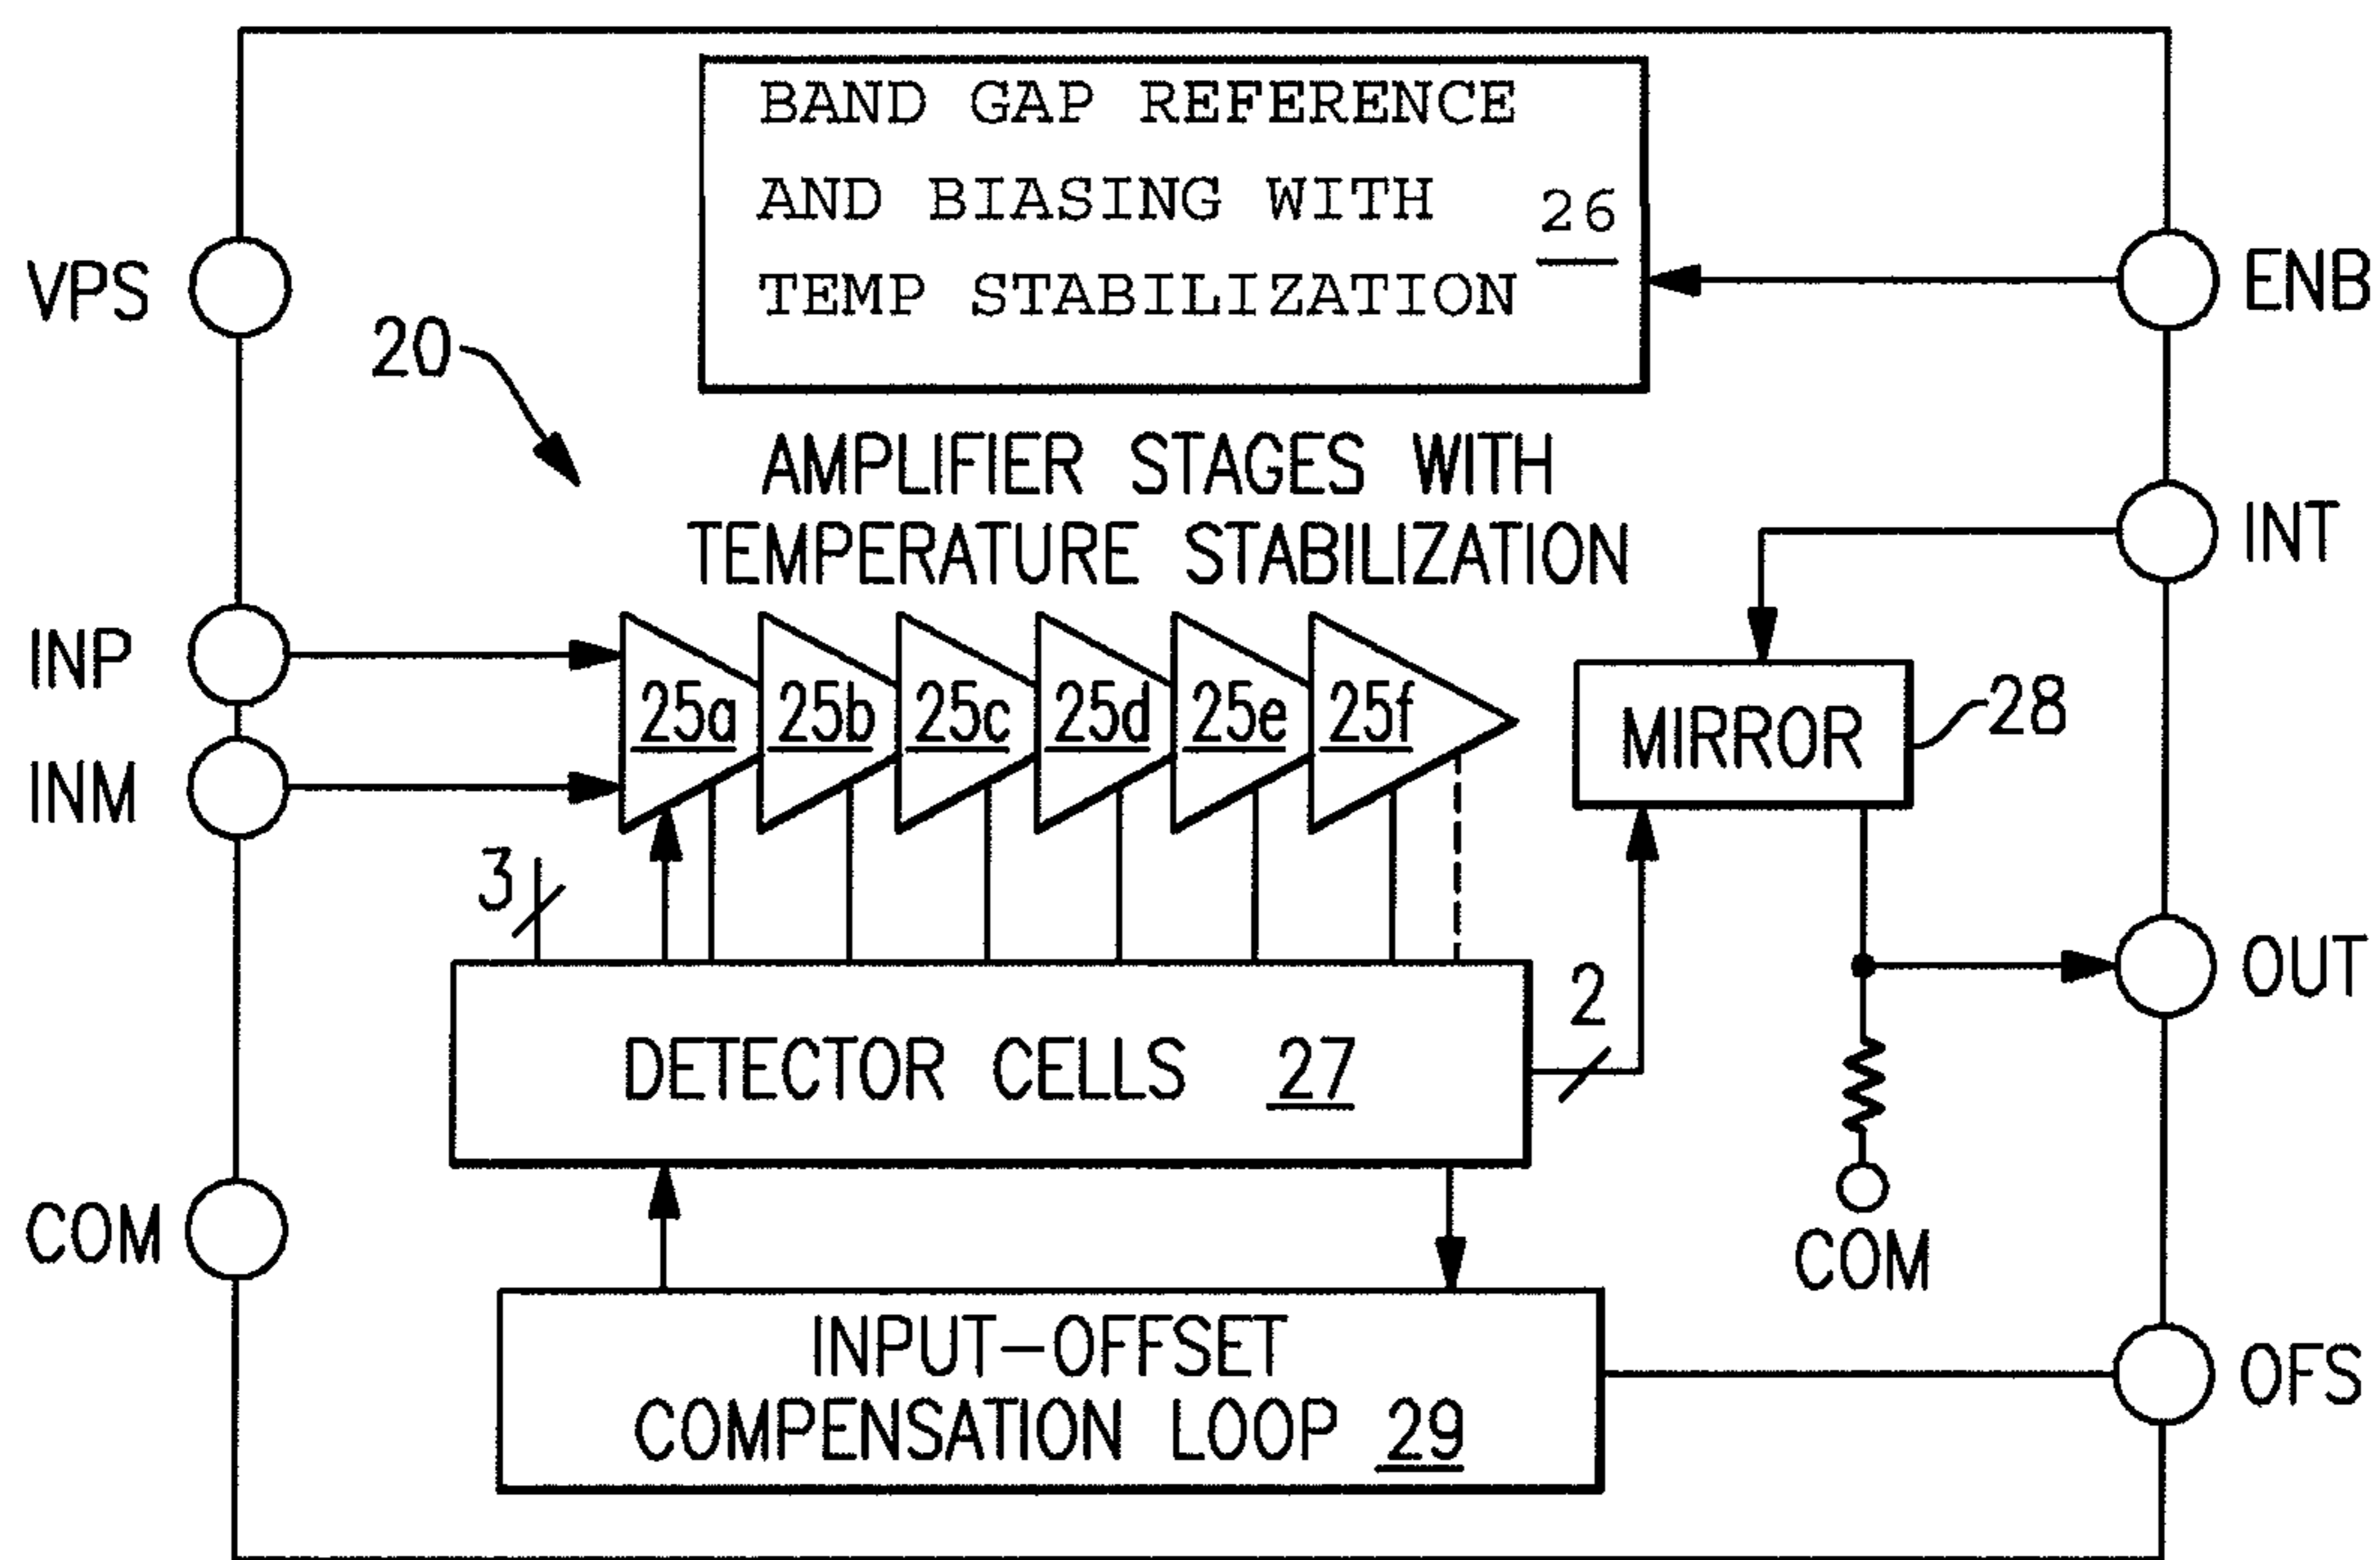 BAND GAP REFERENCE
AND BIASING WITH 26
TEMP STABILIZATION
VPS
ENB
20
AMPLIFIER STAGES WITH
TEMPERATURE STABILIZATION
INT
INP
25a 25b 25c 25d 25e 25f
MIRROR
28
INM
3
2
OUT
DETECTOR CELLS 27
COM
COM
INPUT-OFFSET
COMPENSATION LOOP 29
OFS